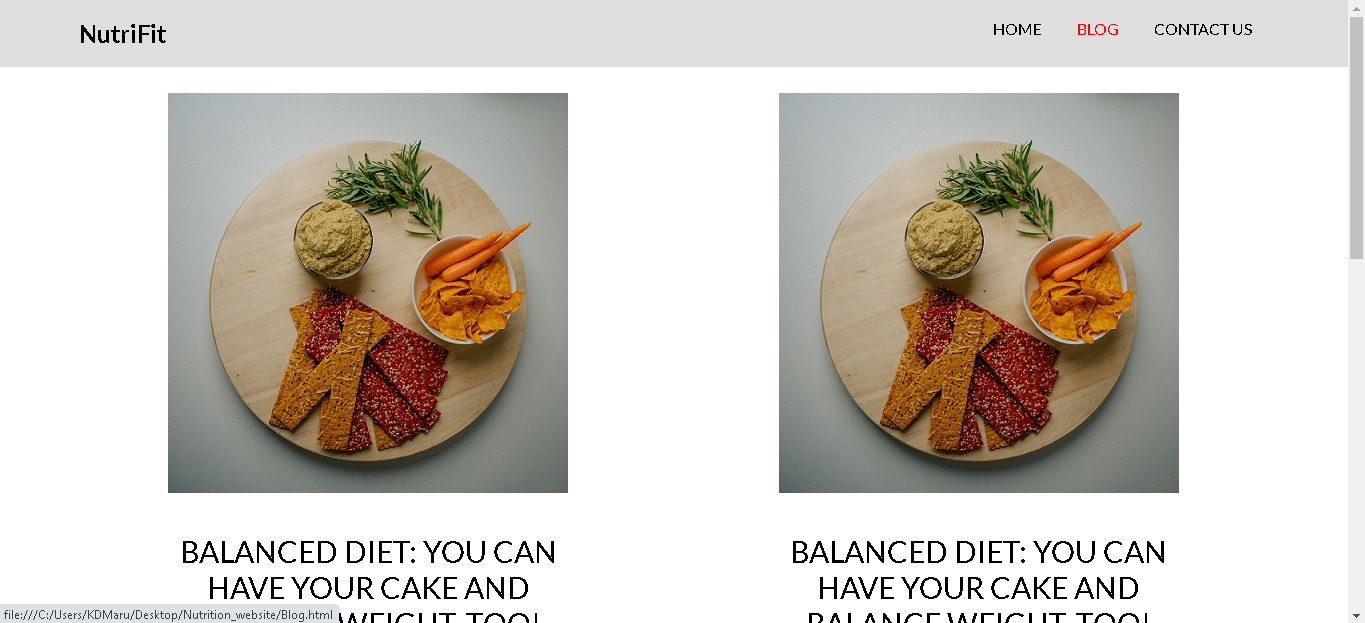 NutriFit
HOME
BLOG
CONTACT US
BALANCED DIET: YOU CAN
HAVE YOUR CAKE AND
WEIGHT, TOO!
BALANCED DIET: YOU CAN
HAVE YOUR CAKE AND
BALANCE WEIGHT, TOO!
file:///C:/Users/KDMaru/Desktop/Nutrition_website/Blog.html